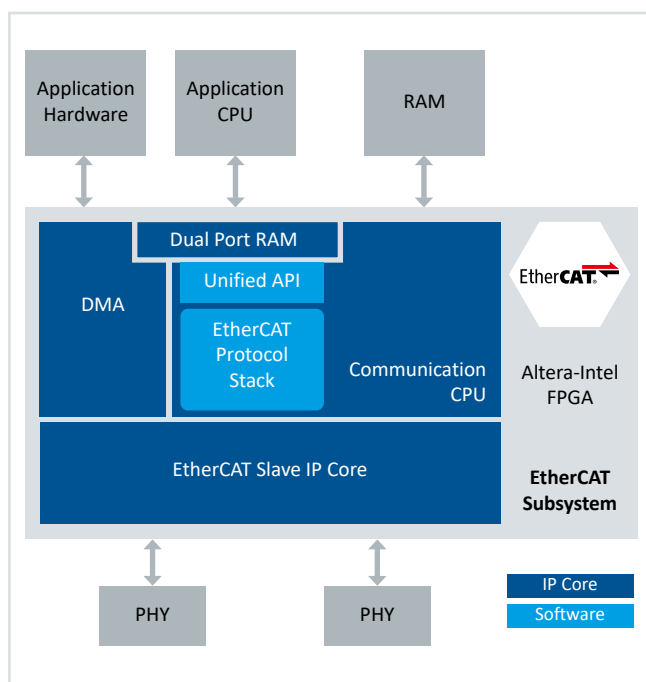 Application
Hardware
Application
CPU
RAM
Dual Port RAM
Unified API
DMA
EtherCAT
Protocol
Stack
Communication
CPU
EtherCAT Slave IP Core
EtherCAT®
Altera-Intel
FPGA
EtherCAT
Subsystem
PHY
PHY
IP Core
Software